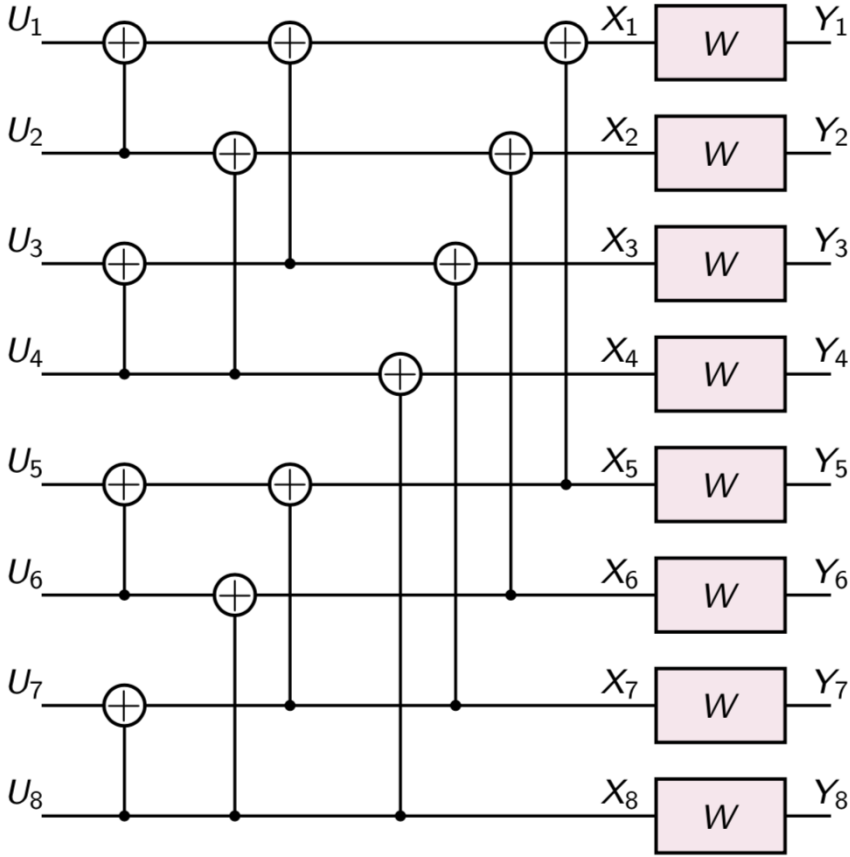 U₁ X₁ W Y₁
U₂ X₂ W Y₂
U₃ X₃ W Y₃
U₄ X₄ W Y₄
U₅ X₅ W Y₅
U₆ X₆ W Y₆
U₇ X₇ W Y₇
U₈ X₈ W Y₈